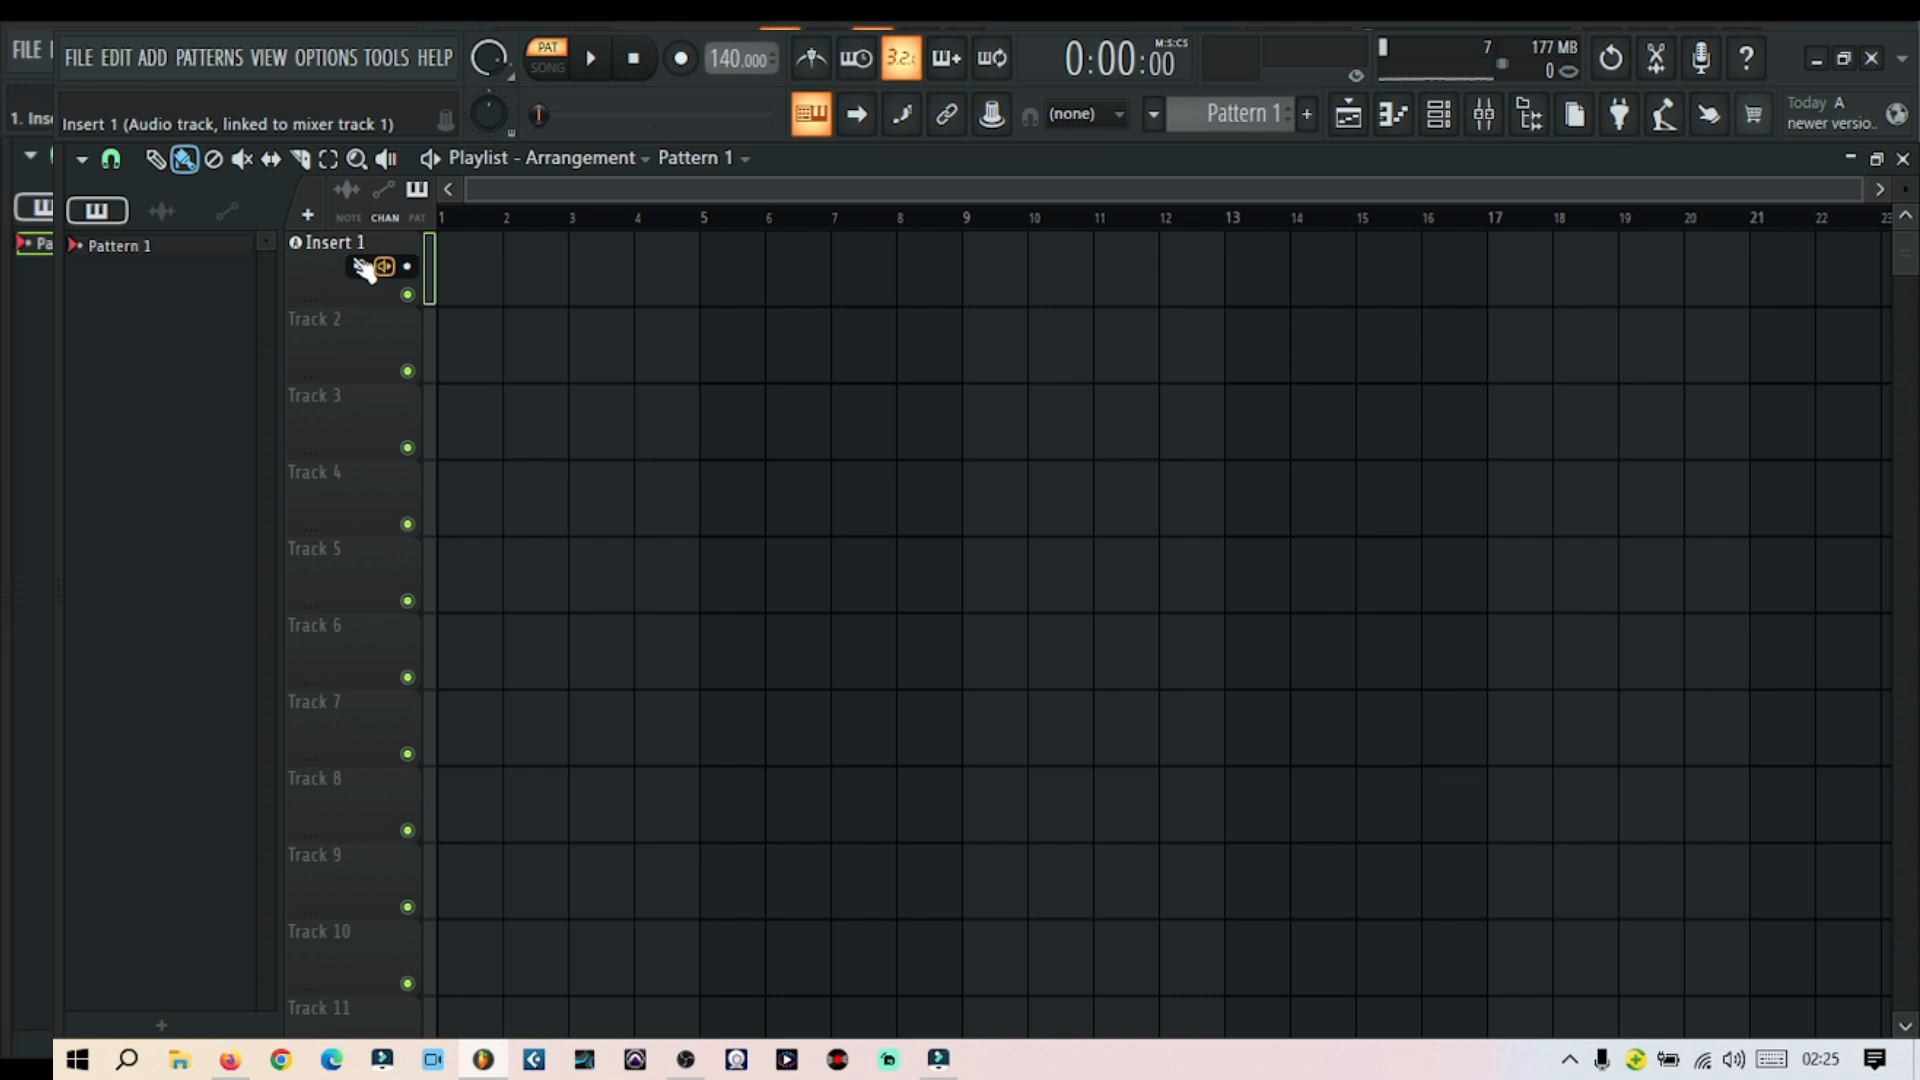 FILE
FILE EDIT ADD PATTERNS VIEW OPTIONS TOOLS HELP
PAT
SONG
140.000
3.2.
0:00:00
M:S:CS
7
177 MB
0
1. Ins
Insert 1 (Audio track, linked to mixer track 1)
(none)
Pattern 1
Today A
newer versio..
Playlist - Arrangement
Pattern 1
NOTE CHAN PAT
1 2 3 4 5 6 7 8 9 10 11 12 13 14 15 16 17 18 19 20 21 22 23
Pa
Pattern 1
Insert 1
Track 2
Track 3
Track 4
Track 5
Track 6
Track 7
Track 8
Track 9
Track 10
Track 11
02:25